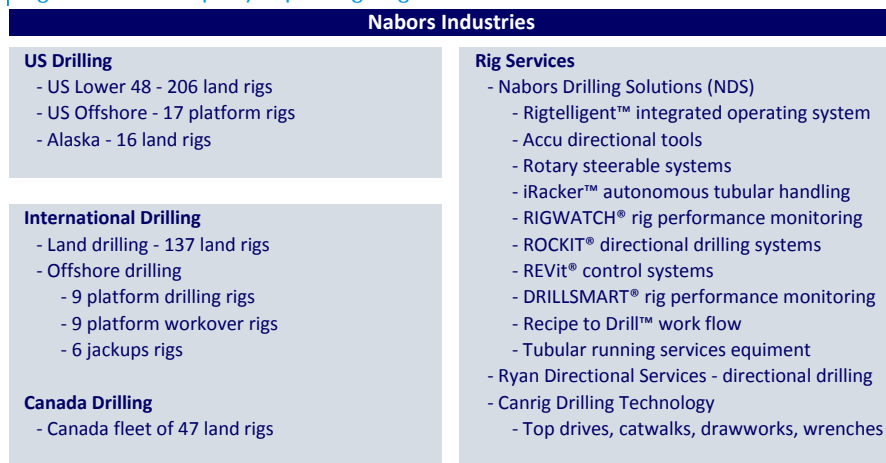 Nabors Industries
US Drilling
- US Lower 48 - 206 land rigs
- US Offshore - 17 platform rigs
- Alaska - 16 land rigs
International Drilling
- Land drilling - 137 land rigs
- Offshore drilling
- 9 platform drilling rigs
- 9 platform workover rigs
- 6 jackups rigs
Canada Drilling
- Canada fleet of 47 land rigs
Rig Services
- Nabors Drilling Solutions (NDS)
- Rigtelligent™ integrated operating system
- Accu directional tools
- Rotary steerable systems
- iRacker™ autonomous tubular handling
- RIGWATCH® rig performance monitoring
- ROCKIT® directional drilling systems
- REVit® control systems
- DRILLSMART® rig performance monitoring
- Recipe to Drill™ work flow
- Tubular running services equiment
- Ryan Directional Services - directional drilling
- Canrig Drilling Technology
- Top drives, catwalks, drawworks, wrenches